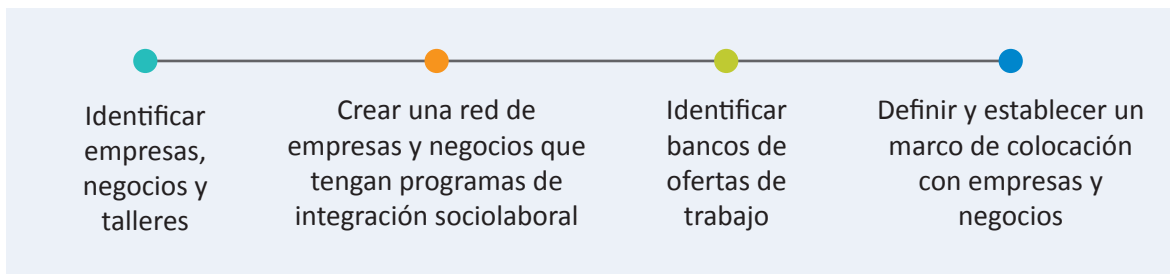 Identificar
empresas,
negocios y
talleres
Crear una red de
empresas y negocios que
tengan programas de
integración sociolaboral
Identificar
bancos de
ofertas de
trabajo
Definir y establecer un
marco de colocación
con empresas y
negocios